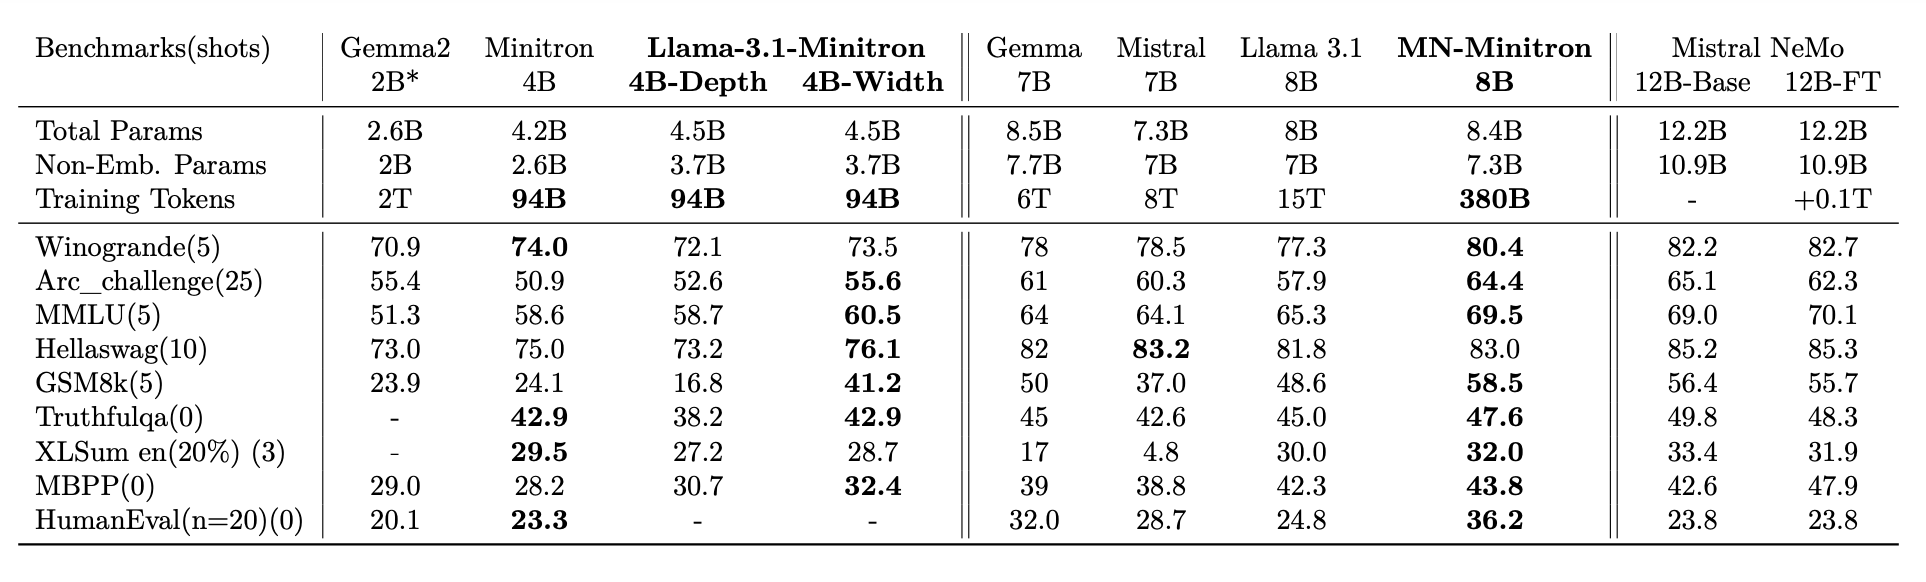 Benchmarks(shots) Gemma2 Minitron Llama-3.1-Minitron Gemma Mistral Llama 3.1 MN-Minitron Mistral NeMo
2B* 4B 4B-Depth 4B-Width 7B 7B 8B 8B 12B-Base 12B-FT
Total Params 2.6B 4.2B 4.5B 4.5B 8.5B 7.3B 8B 8.4B 12.2B 12.2B
Non-Emb. Params 2B 2.6B 3.7B 3.7B 7.7B 7B 7B 7.3B 10.9B 10.9B
Training Tokens 2T 94B 94B 94B 6T 8T 15T 380B - +0.1T
Winogrande(5) 70.9 74.0 72.1 73.5 78 78.5 77.3 80.4 82.2 82.7
Arc_challenge(25) 55.4 50.9 52.6 55.6 61 60.3 57.9 64.4 65.1 62.3
MMLU(5) 51.3 58.6 58.7 60.5 64 64.1 65.3 69.5 69.0 70.1
Hellaswag(10) 73.0 75.0 73.2 76.1 82 83.2 81.8 83.0 85.2 85.3
GSM8k(5) 23.9 24.1 16.8 41.2 50 37.0 48.6 58.5 56.4 55.7
Truthfulqa(0) - 42.9 38.2 42.9 45 42.6 45.0 47.6 49.8 48.3
XLSum en(20%) (3) - 29.5 27.2 28.7 17 4.8 30.0 32.0 33.4 31.9
MBPP(0) 29.0 28.2 30.7 32.4 39 38.8 42.3 43.8 42.6 47.9
HumanEval(n=20)(0) 20.1 23.3 - - 32.0 28.7 24.8 36.2 23.8 23.8